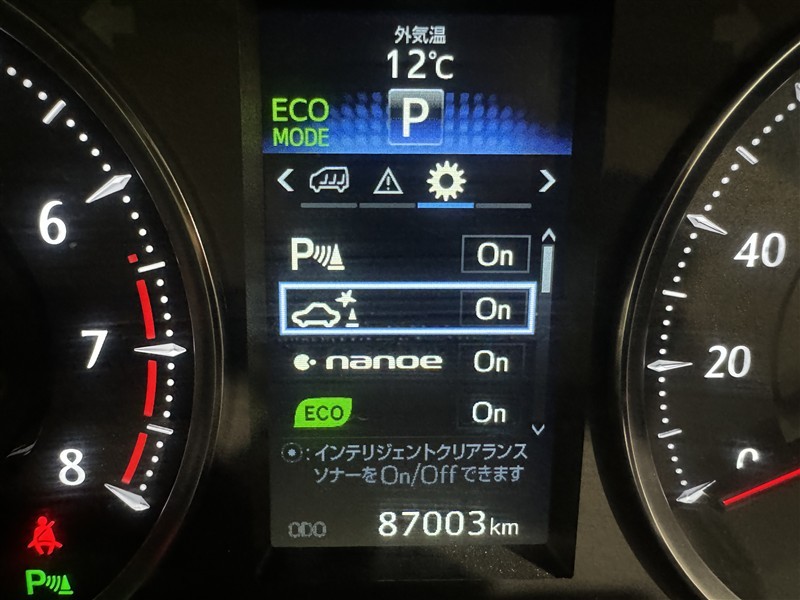 外気温
12℃
ECO
MODE
P
P
On
On
nanoe
On
ECO
On
:インテリジェントクリアランス
ソナーをOn/Offできます
ODO
87003km
6
7
8
40
20
0
P